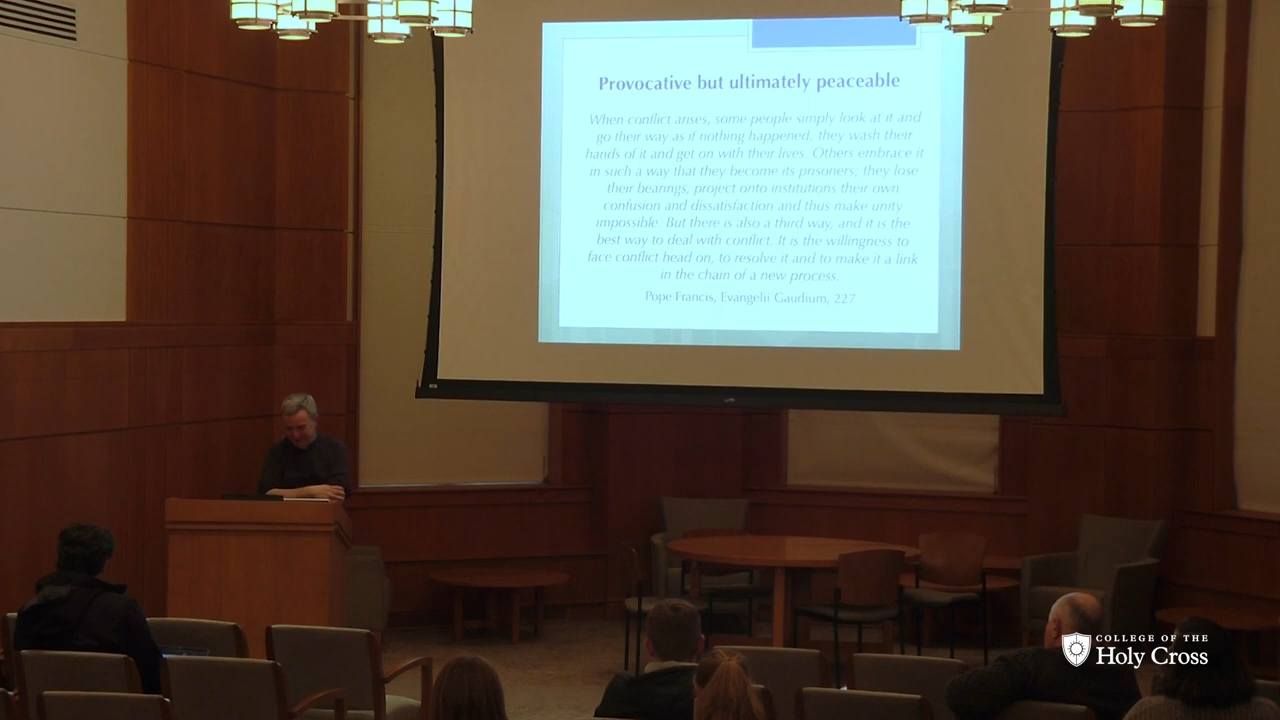 Provocative but ultimately peaceable
When conflict arises, some people simply look at it and
go their way as if nothing happened, they wash their
hands of it and get on with their lives. Others embrace it
in such a way that they become its prisoners; they lose
their bearings, project onto institutions their own
confusion and dissatisfaction and thus make unity
impossible. But there is also a third way, and it is the
best way to deal with conflict. It is the willingness to
face conflict head on, to resolve it and to make it a link
in the chain of a new process.
Pope Francis, Evangelii Gaudium, 227
COLLEGE OF THE
Holy Cross